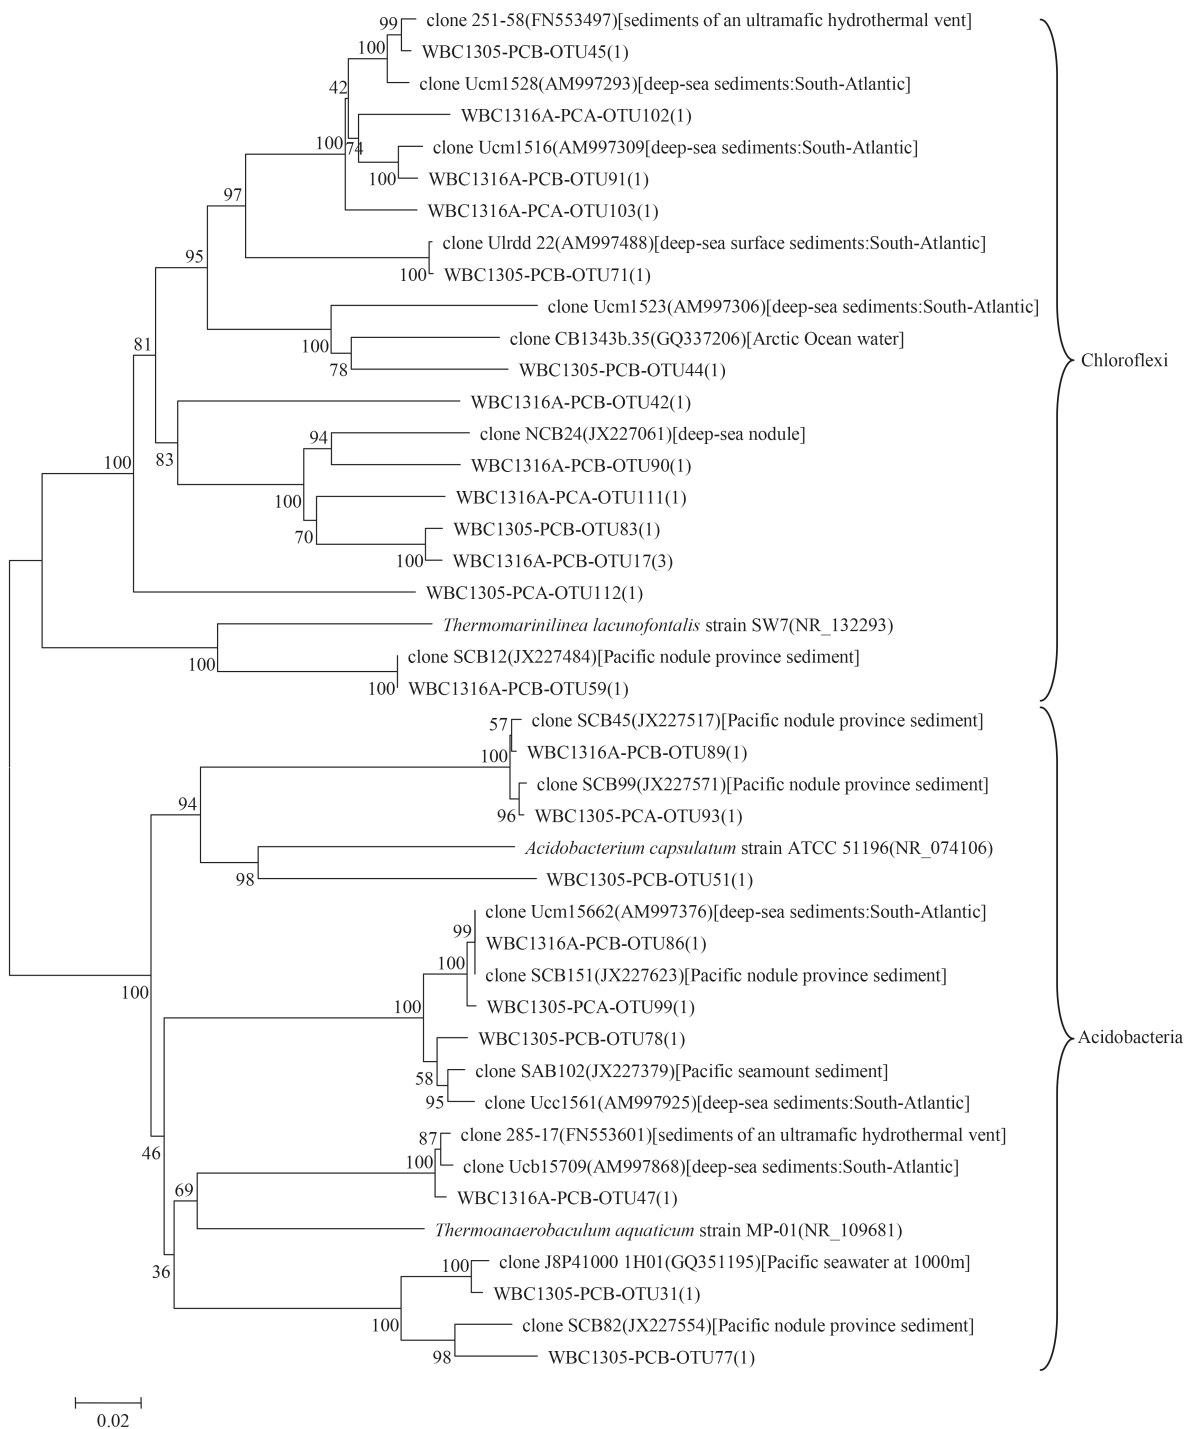 99
clone 251-58(FN553497)[sediments of an ultramafic hydrothermal vent]
100
WBC1305-PCB-OTU45(1)
42
clone Ucm1528(AM997293)[deep-sea sediments:South-Atlantic]
WBC1316A-PCA-OTU102(1)
100
74
clone Ucm1516(AM997309[deep-sea sediments:South-Atlantic]
100
WBC1316A-PCB-OTU91(1)
97
WBC1316A-PCA-OTU103(1)
clone Ulrdd 22(AM997488)[deep-sea surface sediments:South-Atlantic]
95
100
WBC1305-PCB-OTU71(1)
clone Ucm1523(AM997306)[deep-sea sediments:South-Atlantic]
100
clone CB1343b.35(GQ337206)[Arctic Ocean water]
81
78
WBC1305-PCB-OTU44(1)
Chloroflexi
WBC1316A-PCB-OTU42(1)
94
clone NCB24(JX227061)[deep-sea nodule]
100
83
WBC1316A-PCB-OTU90(1)
100
WBC1316A-PCA-OTU111(1)
70
WBC1305-PCB-OTU83(1)
100
WBC1316A-PCB-OTU17(3)
WBC1305-PCA-OTU112(1)
Thermomarinilinea lacunofontalis strain SW7(NR_132293)
100
clone SCB12(JX227484)[Pacific nodule province sediment]
100
WBC1316A-PCB-OTU59(1)
57
clone SCB45(JX227517)[Pacific nodule province sediment]
100
WBC1316A-PCB-OTU89(1)
clone SCB99(JX227571)[Pacific nodule province sediment]
94
96
WBC1305-PCA-OTU93(1)
Acidobacterium capsulatum strain ATCC 51196(NR_074106)
98
WBC1305-PCB-OTU51(1)
clone Ucm15662(AM997376)[deep-sea sediments:South-Atlantic]
99
WBC1316A-PCB-OTU86(1)
100
clone SCB151(JX227623)[Pacific nodule province sediment]
100
100
WBC1305-PCA-OTU99(1)
WBC1305-PCB-OTU78(1)
Acidobacteria
58
clone SAB102(JX227379)[Pacific seamount sediment]
95
clone Ucc1561(AM997925)[deep-sea sediments:South-Atlantic]
87
clone 285-17(FN553601)[sediments of an ultramafic hydrothermal vent]
46
100
clone Ucb15709(AM997868)[deep-sea sediments:South-Atlantic]
69
WBC1316A-PCB-OTU47(1)
Thermoanaerobaculum aquaticum strain MP-01(NR_109681)
36
100
clone J8P41000 1H01(GQ351195)[Pacific seawater at 1000m]
WBC1305-PCB-OTU31(1)
100
clone SCB82(JX227554)[Pacific nodule province sediment]
98
WBC1305-PCB-OTU77(1)
0.02